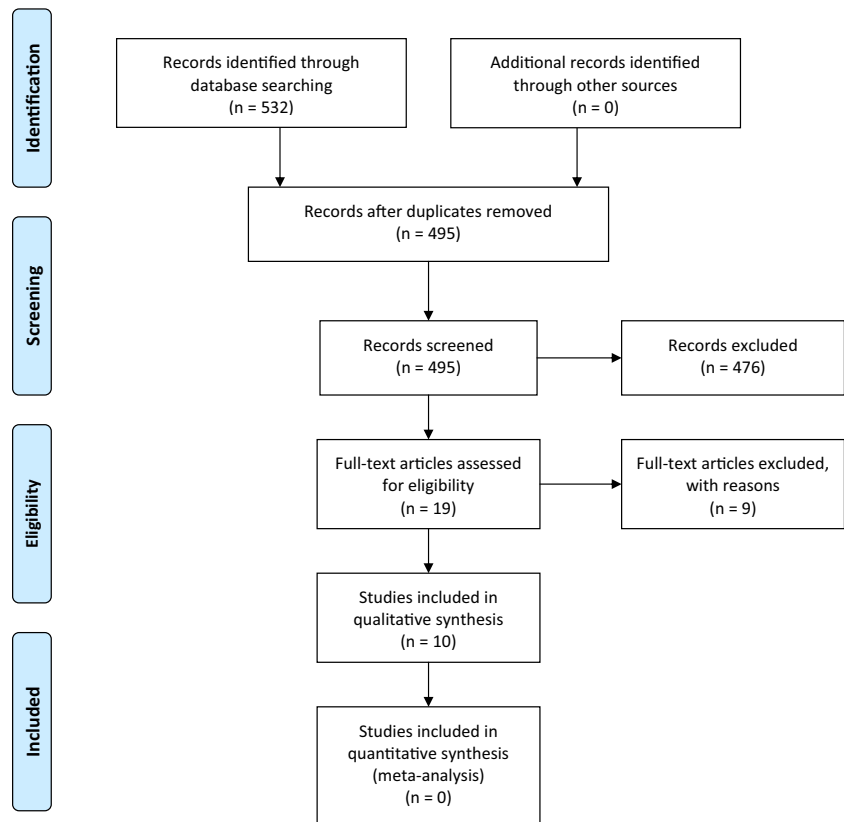 Identification
Records identified through
database searching
(n = 532)
Additional records identified
through other sources
(n = 0)
Records after duplicates removed
(n = 495)
Screening
Records screened
(n = 495)
Records excluded
(n = 476)
Eligibility
Full-text articles assessed
for eligibility
(n = 19)
Full-text articles excluded,
with reasons
(n = 9)
Studies included in
qualitative synthesis
(n = 10)
Included
Studies included in
quantitative synthesis
(meta-analysis)
(n = 0)